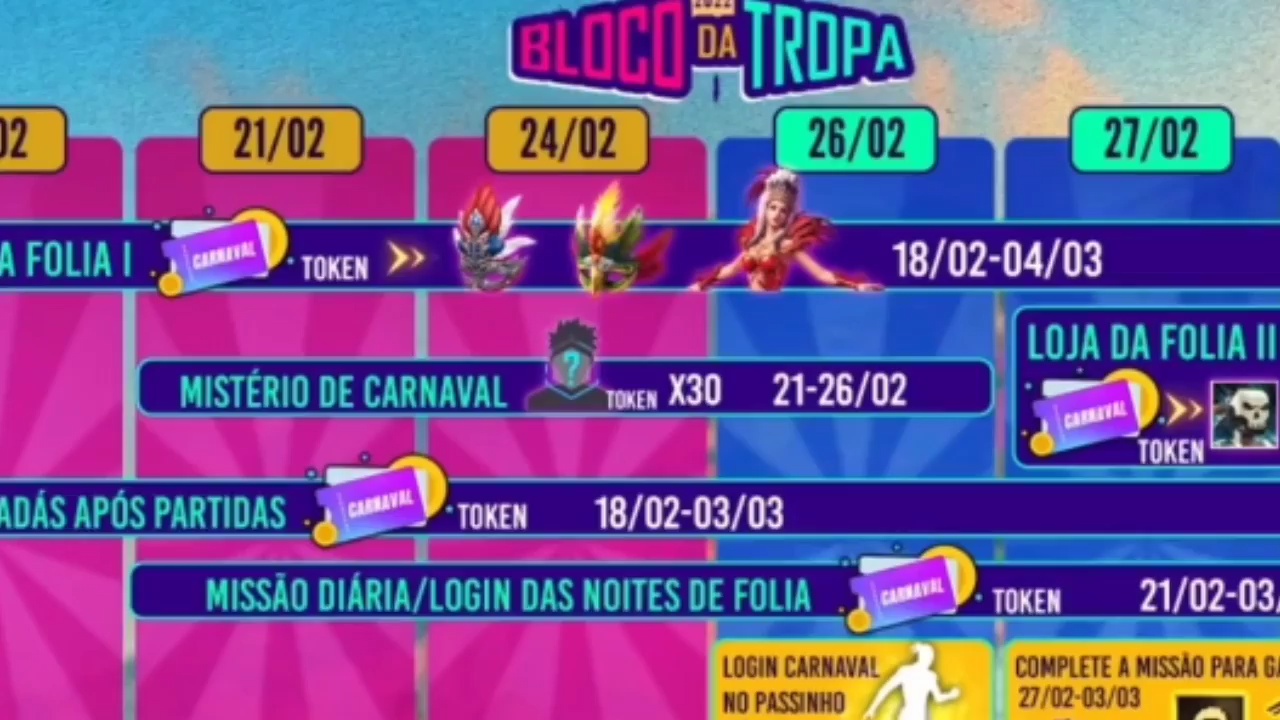 2022
BLOCO DA TROPA
02
21/02
24/02
26/02
27/02
A FOLIA I
CARNAVAL
TOKEN
18/02-04/03
MISTÉRIO DE CARNAVAL
?
TOKEN X30
21-26/02
LOJA DA FOLIA II
CARNAVAL
TOKEN
ADÁS APÓS PARTIDAS
CARNAVAL
TOKEN
18/02-03/03
MISSÃO DIÁRIA/LOGIN DAS NOITES DE FOLIA
CARNAVAL
TOKEN
21/02-03/
LOGIN CARNAVAL
NO PASSINHO
COMPLETE A MISSÃO PARA GA
27/02-03/03